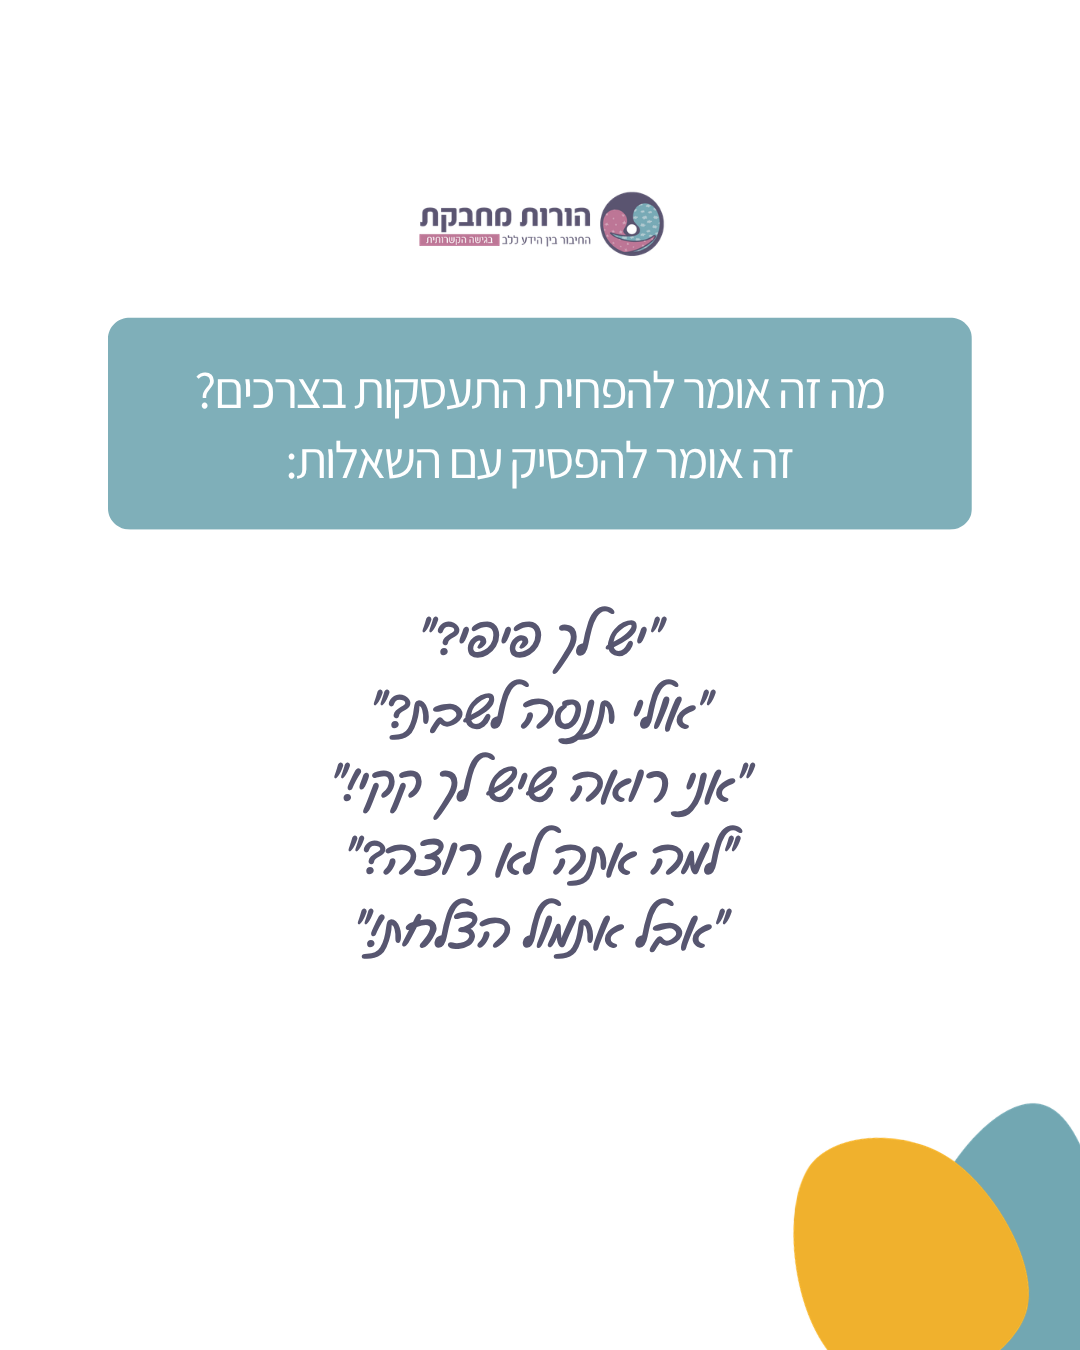 הורות מחבקת
החיבור בין הידע ללב בגישה הקשרותית
מה זה אומר להפחית התעסקות בצרכים?
זה אומר להפסיק עם השאלות:
"יש לך פיפי?"
"אולי תנסה לשבת?"
"אני רואה שיש לך קקי!"
"למה אתה לא רוצה?"
"אבל אתמול הצלחת!"